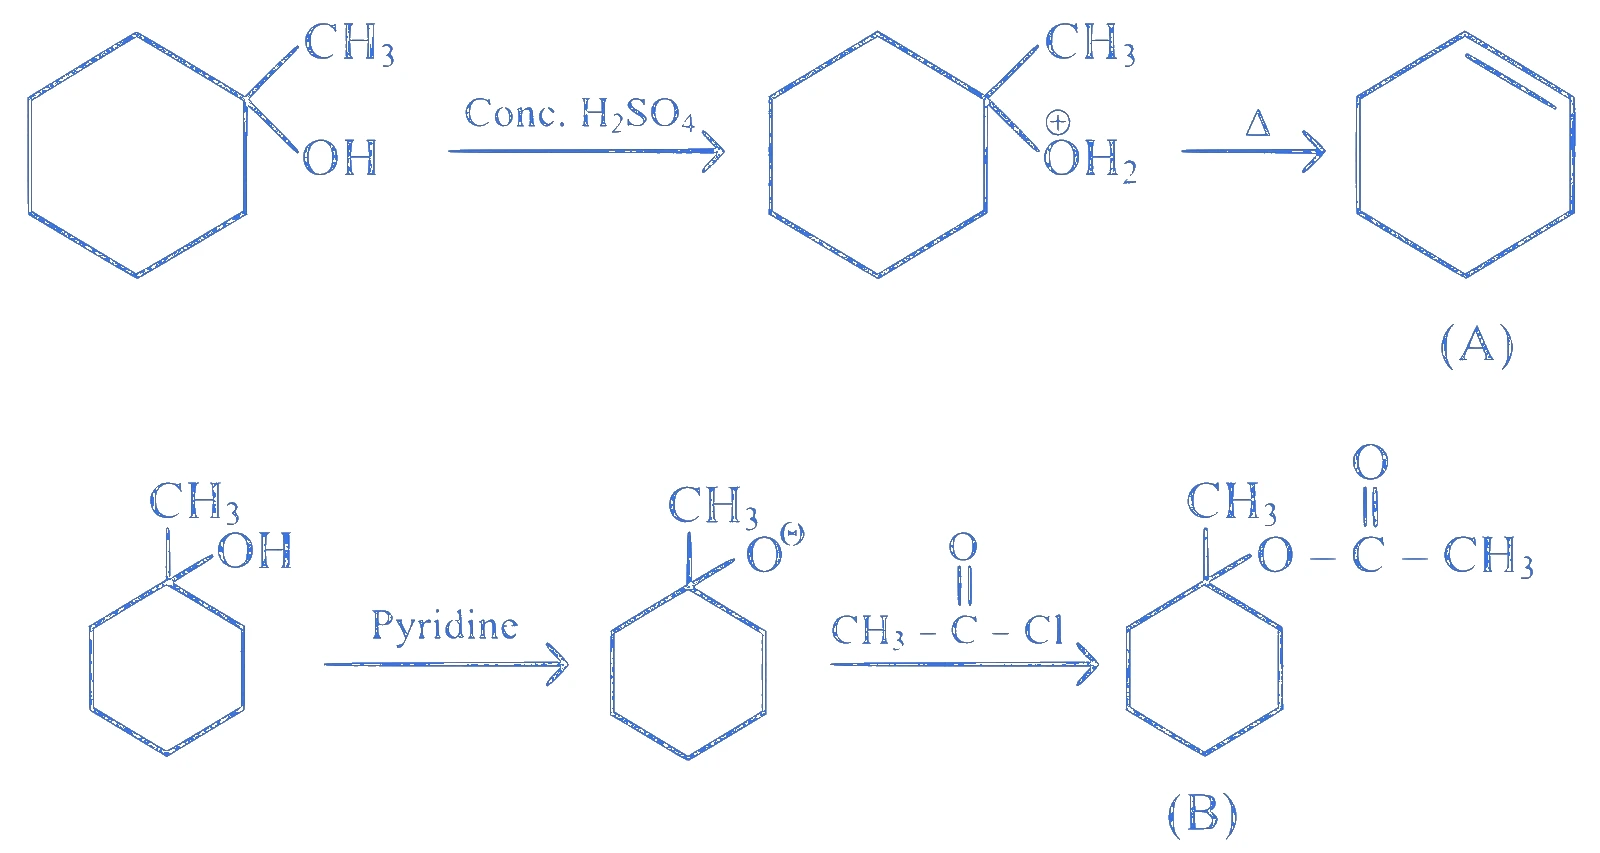 CH₃ CH₃
Conc. H₂SO₄ ⊕ Δ
OH OH₂
(A)
O
CH₃ CH₃ CH₃ O – C – CH₃
OH O⊖ O
Pyridine CH₃ – C – Cl
(B)